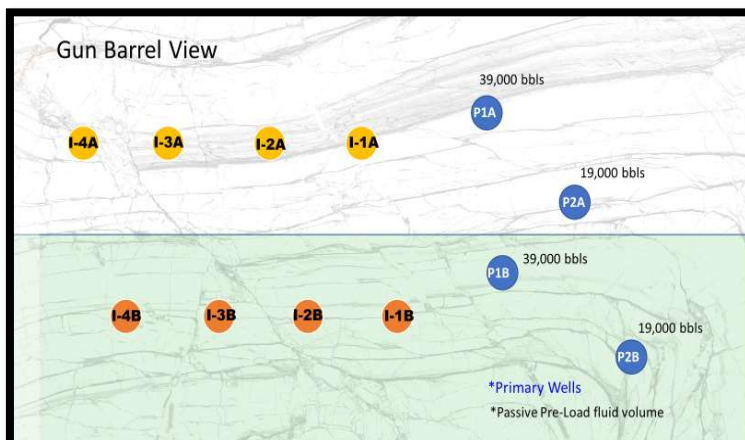 Gun Barrel View
39,000 bbls
P1A
I-4A
I-3A
I-2A
I-1A
19,000 bbls
P2A
39,000 bbls
P1B
I-4B
I-3B
I-2B
I-1B
19,000 bbls
P2B
*Primary Wells
*Passive Pre-Load fluid volume